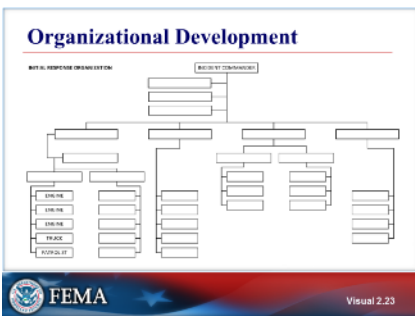 Organizational Development
INITIAL RESPONSE ORGANIZATION
INCIDENT COMMANDER
ENGINE
ENGINE
ENGINE
TRUCK
FEMA
Visual 2.23